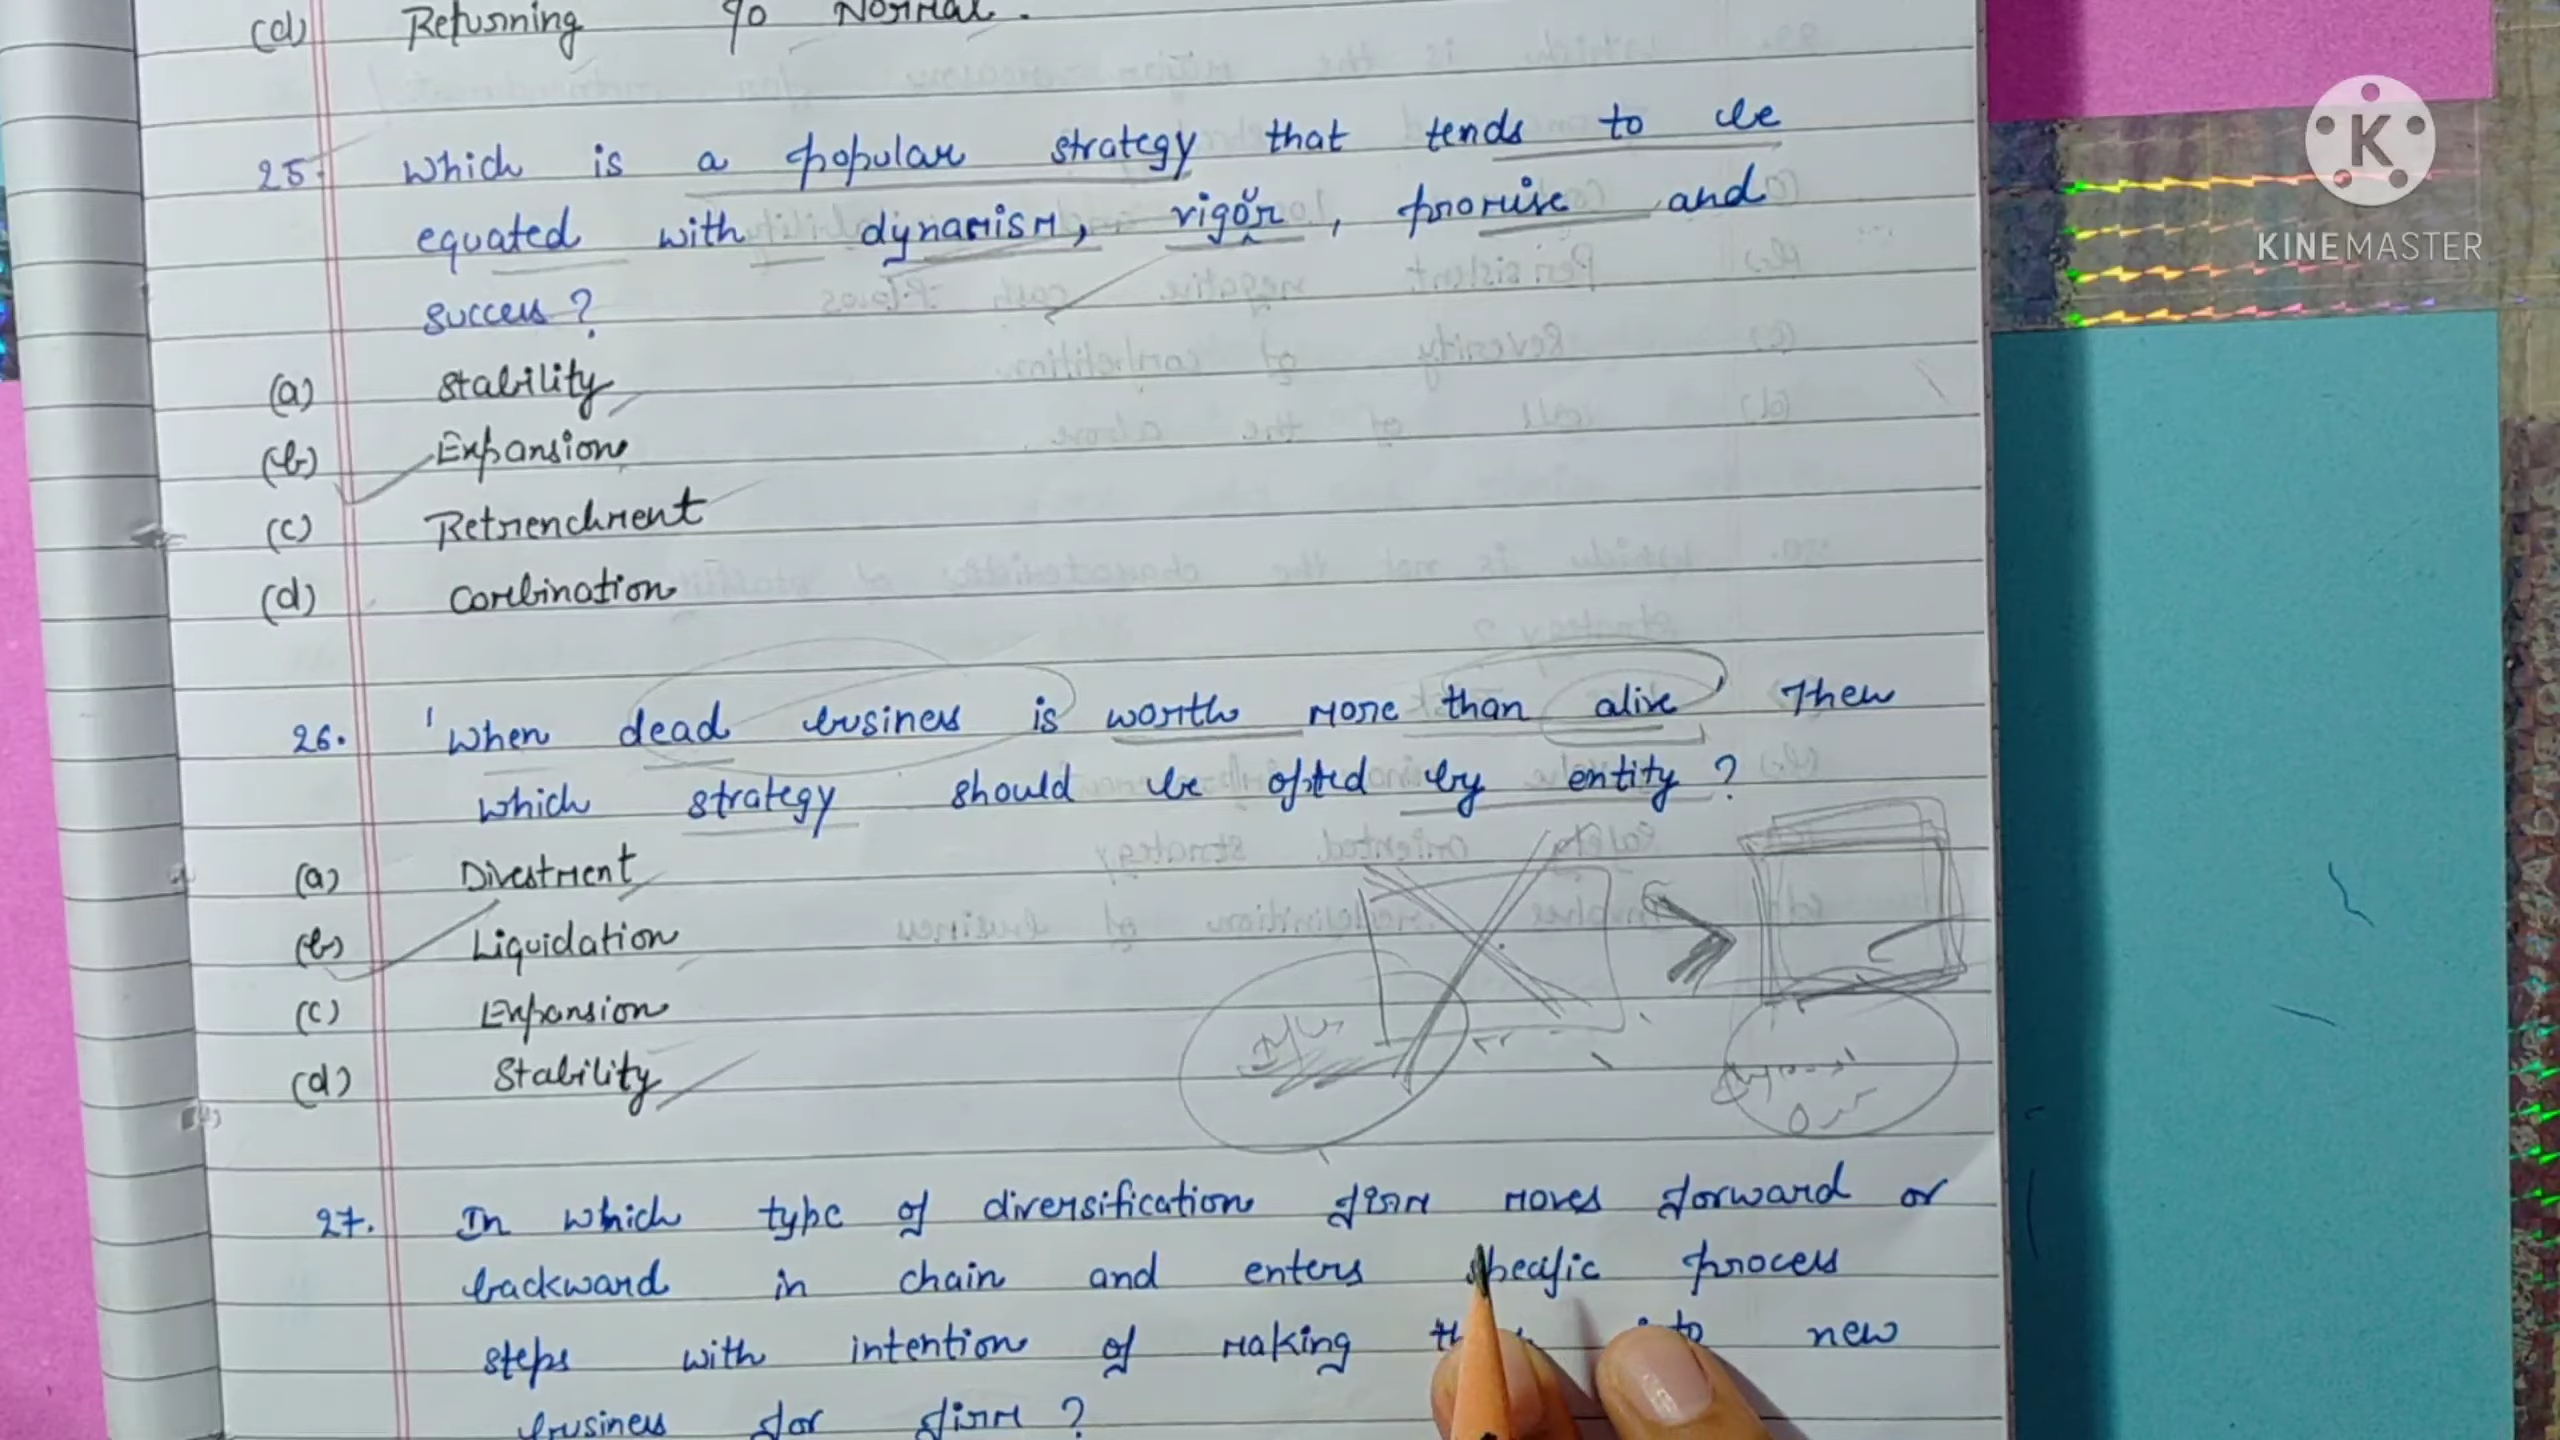 (d) Returning to Normal.
25. Which is a popular strategy that tends to be
equated with dynamism, vigor, promise and
success?
(a) Stability
(b) Expansion
(c) Retrenchment
(d) Combination
26. 'When dead business is worth more than alive' Then
which strategy should be opted by entity?
(a) Divestment
(b) Liquidation
(c) Expansion
(d) Stability
27. In which type of diversification firm moves forward or
backward in chain and enters specific process
steps with intention of making new
business for firm?
K
KINEMASTER